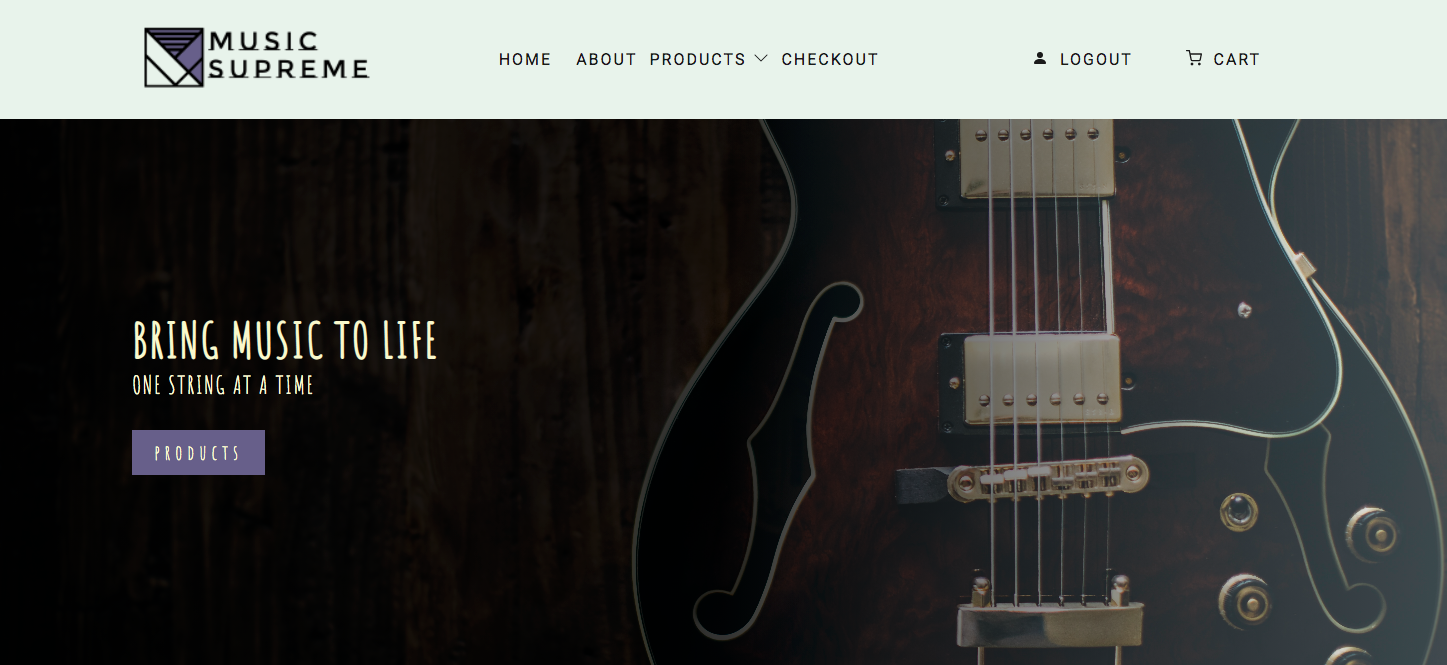 MUSIC
SUPREME
HOME ABOUT PRODUCTS CHECKOUT LOGOUT CART
BRING MUSIC TO LIFE
ONE STRING AT A TIME
PRODUCTS